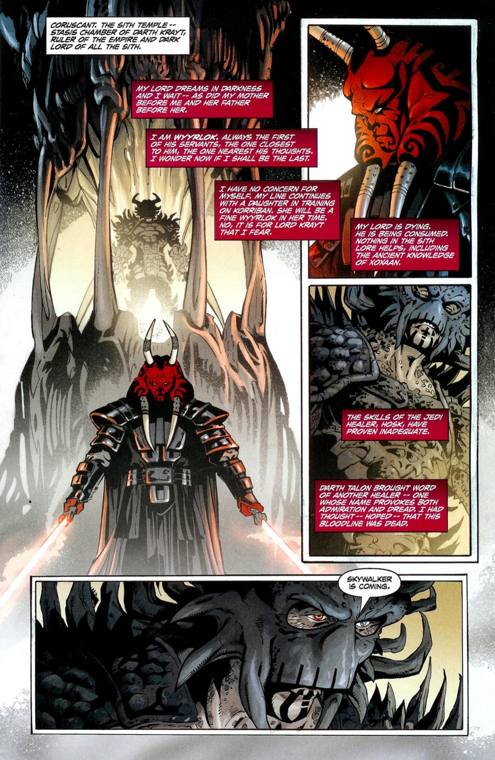 CORUSCANT. THE SITH TEMPLE --
STASIS CHAMBER OF DARTH KRAYT,
RULER OF THE EMPIRE AND DARK
LORD OF ALL THE SITH.
MY LORD DREAMS IN DARKNESS
AND I WAIT -- AS DID MY MOTHER
BEFORE ME AND HER FATHER
BEFORE HER.
I AM WYYRLOK. ALWAYS THE FIRST
OF HIS SERVANTS, THE ONE CLOSEST
TO HIM, THE ONE NEAREST HIS THOUGHTS.
I WONDER NOW IF I SHALL BE THE LAST.
I HAVE NO CONCERN FOR
MYSELF. MY LINE CONTINUES
WITH A DAUGHTER IN TRAINING
ON KORRIBAN. SHE WILL BE A
FINE WYYRLOK IN HER TIME.
NO, IT IS FOR LORD KRAYT
THAT I FEAR.
MY LORD IS DYING.
HE IS BEING CONSUMED.
NOTHING IN THE SITH
LORE HELPS, INCLUDING
THE ANCIENT KNOWLEDGE
OF XOXAAN.
THE SKILLS OF THE JEDI
HEALER, HOSK, HAVE
PROVEN INADEQUATE.
DARTH TALON BROUGHT WORD
OF ANOTHER HEALER -- ONE
WHOSE NAME PROVOKES BOTH
ADMIRATION AND DREAD. I HAD
THOUGHT -- HOPED -- THAT THIS
BLOODLINE WAS DEAD.
SKYWALKER
IS COMING.